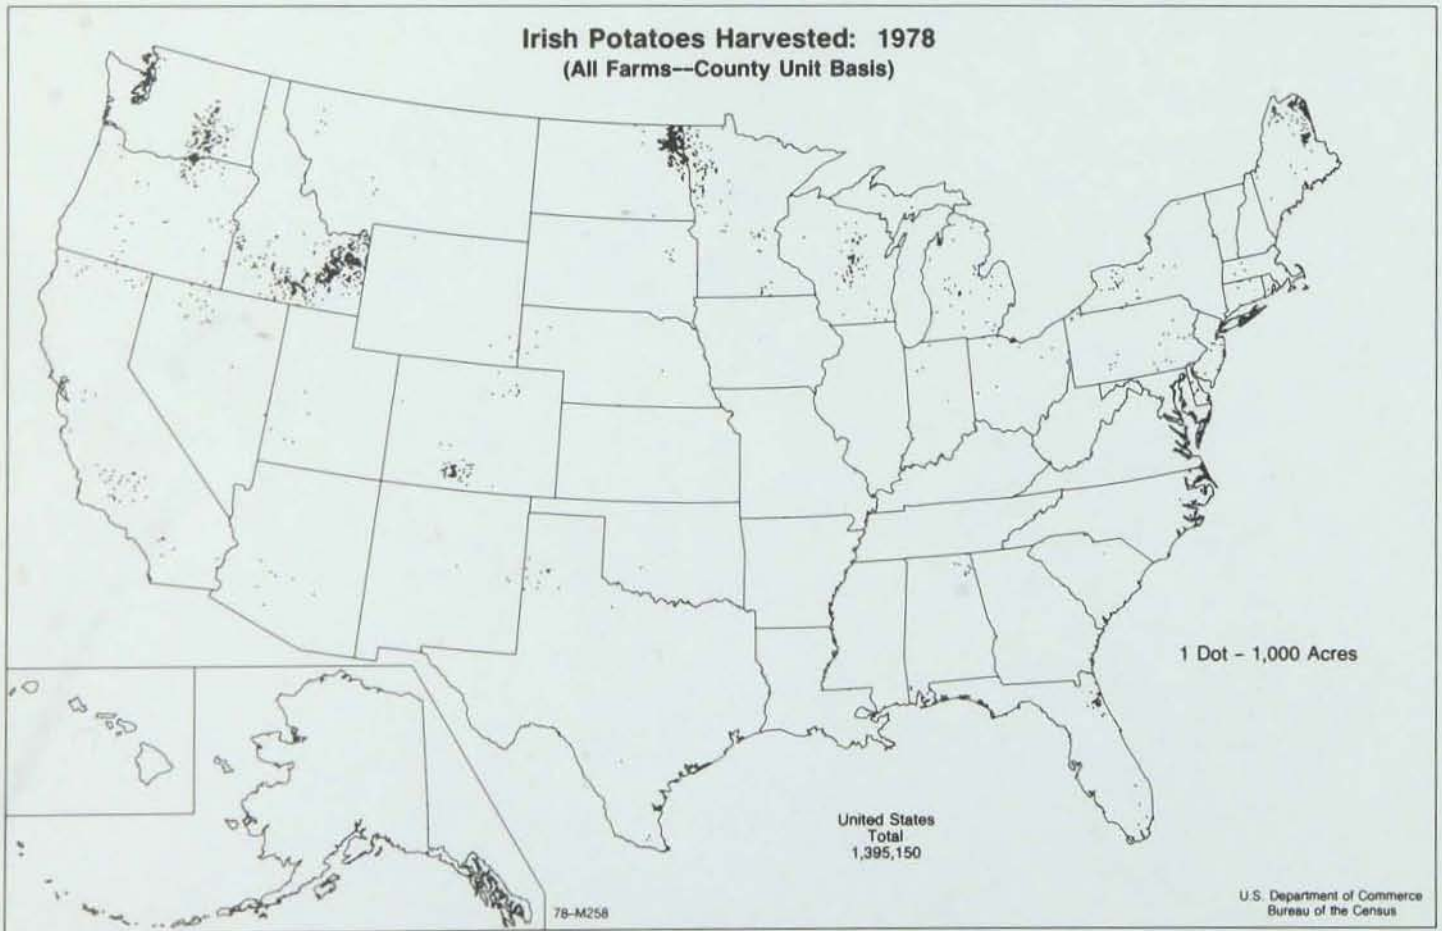 Irish Potatoes Harvested: 1978
(All Farms--County Unit Basis)
1 Dot - 1,000 Acres
United States
Total
1,395,150
78-M258
U.S. Department of Commerce
Bureau of the Census